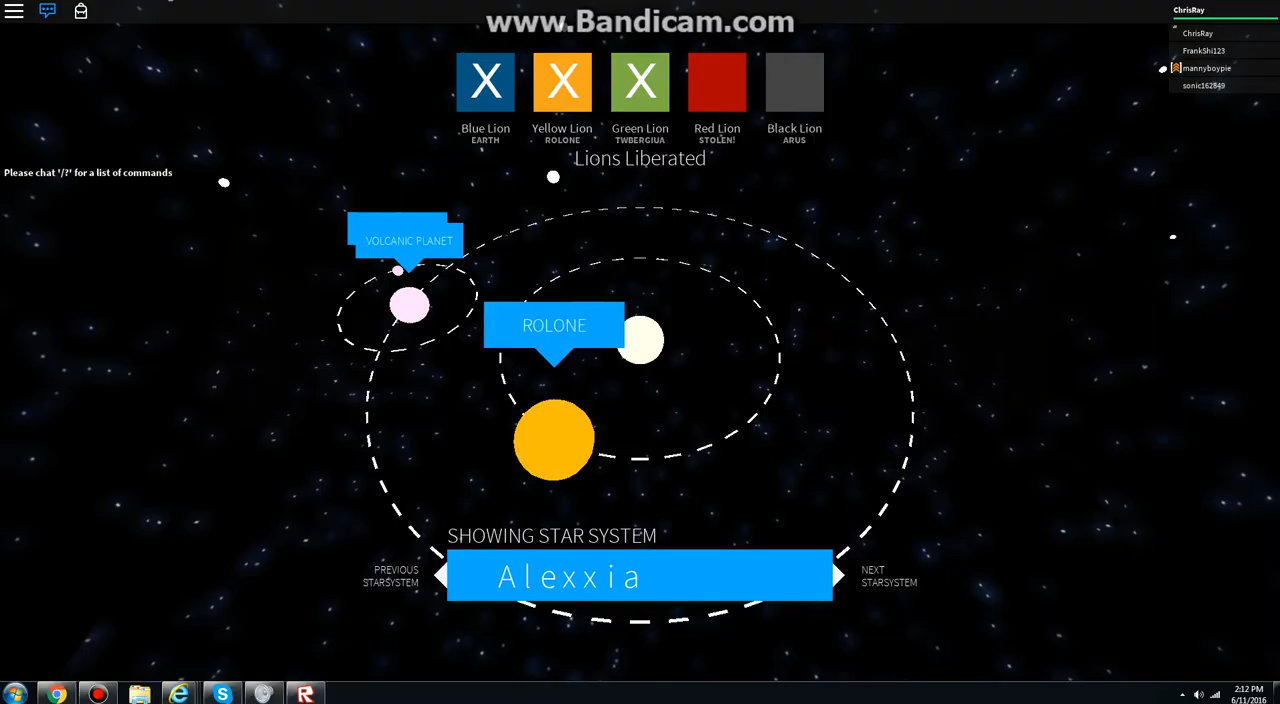 www.Bandicam.com
ChrisRay
ChrisRay
FrankShi123
mannyboypie
sonic162849
X X X
Blue Lion Yellow Lion Green Lion Red Lion Black Lion
EARTH ROLONE TWBERGIUA STOLEN! ARUS
Lions Liberated
Please chat '/?' for a list of commands
VOLCANIC PLANET
ROLONE
SHOWING STAR SYSTEM
Alexxia
PREVIOUS
STARSYSTEM
NEXT
STARSYSTEM
2:12 PM
6/11/2016